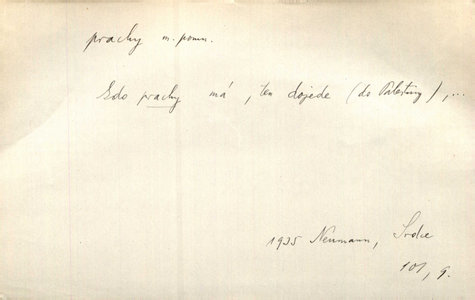 prachy m. pomn.
Kdo prachy má, ten dojede (do Palestiny), ...
1935 Neumann, Srdce
101, 9.